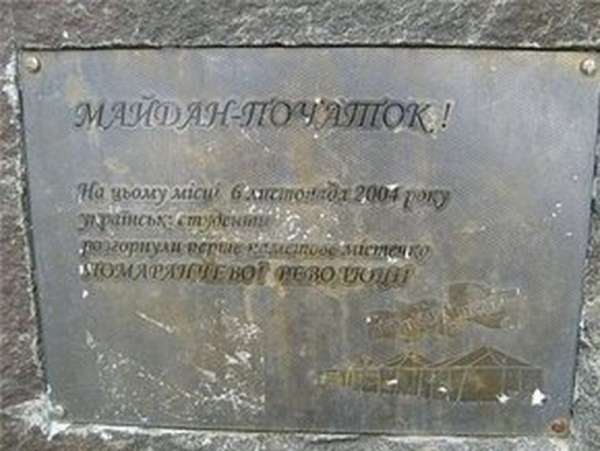 МАЙДАН-ПОЧАТОК !
На цьому місці 6 листопада 2004 року
українські студенти
розгорнули перше наметове містечко
ПОМАРАНЧЕВОЇ РЕВОЛЮЦІЇ